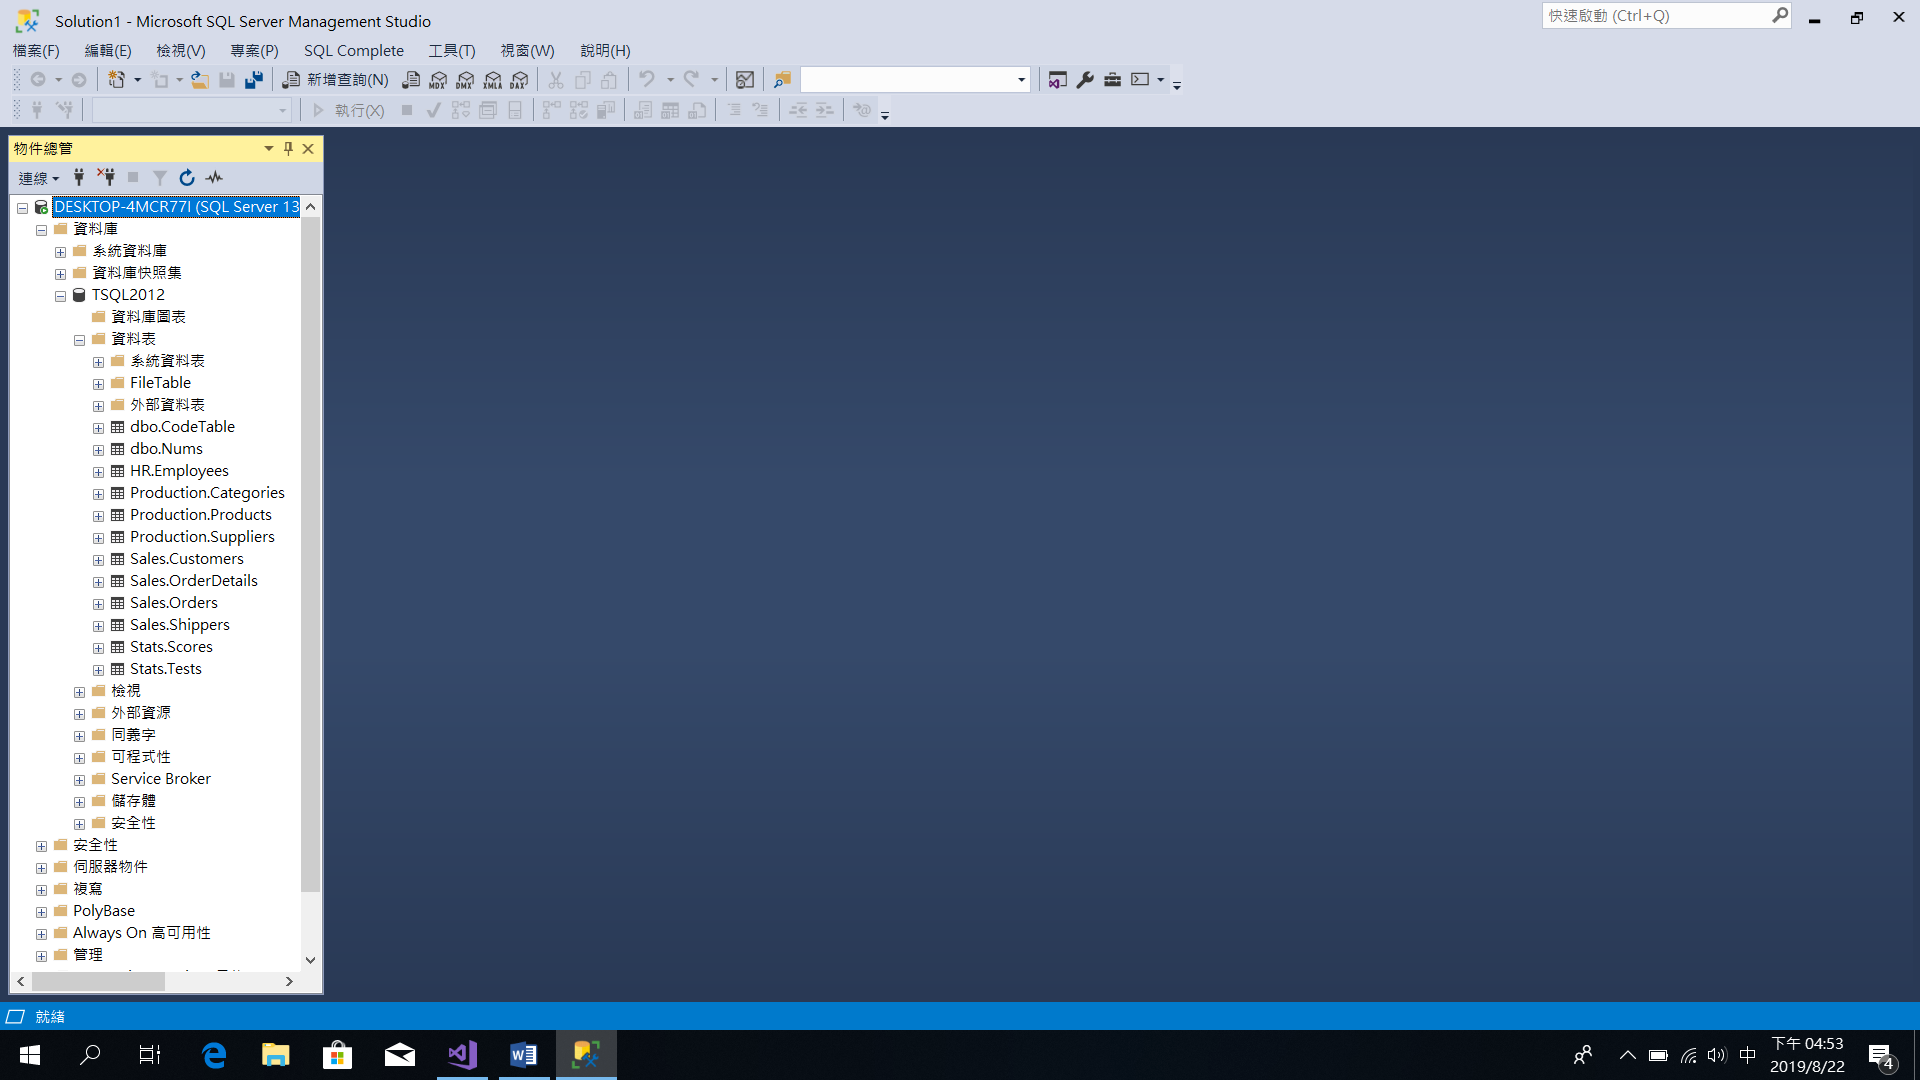 Solution1 - Microsoft SQL Server Management Studio
快速啟動 (Ctrl+Q)
檔案(F) 編輯(E) 檢視(V) 專案(P) SQL Complete 工具(T) 視窗(W) 說明(H)
新增查詢(N) MDX DMX XMLA DAX
執行(X)
物件總管
連線
DESKTOP-4MCR77I (SQL Server 13
資料庫
系統資料庫
資料庫快照集
TSQL2012
資料庫圖表
資料表
系統資料表
FileTable
外部資料表
dbo.CodeTable
dbo.Nums
HR.Employees
Production.Categories
Production.Products
Production.Suppliers
Sales.Customers
Sales.OrderDetails
Sales.Orders
Sales.Shippers
Stats.Scores
Stats.Tests
檢視
外部資源
同義字
可程式性
Service Broker
儲存體
安全性
安全性
伺服器物件
複寫
PolyBase
Always On 高可用性
管理
就緒
中
下午 04:53
2019/8/22
4